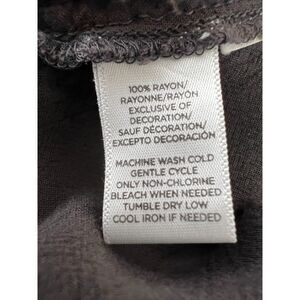 100% RAYON/
RAYONNE/RAYÓN
EXCLUSIVE OF
DECORATION/
SAUF DÉCORATION/
EXCEPTO DECORACIÓN
MACHINE WASH COLD
GENTLE CYCLE
ONLY NON-CHLORINE
BLEACH WHEN NEEDED
TUMBLE DRY LOW
COOL IRON IF NEEDED